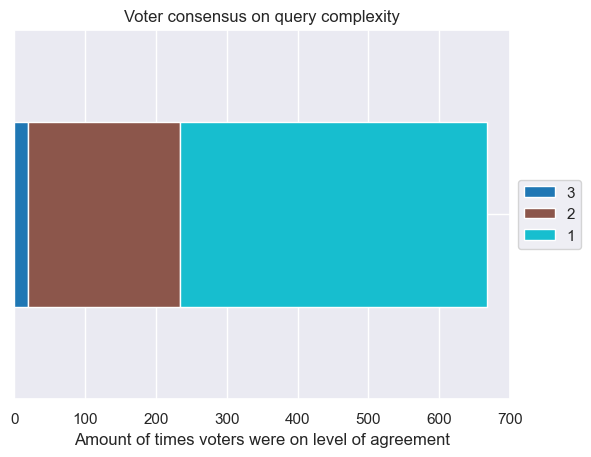 Voter consensus on query complexity
3
2
1
0 100 200 300 400 500 600 700
Amount of times voters were on level of agreement